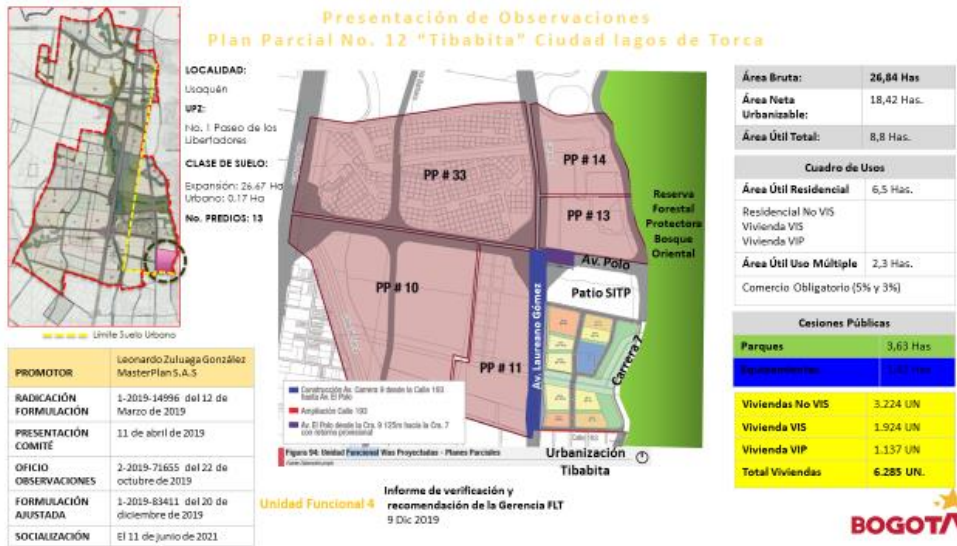 Presentación de Observaciones
Plan Parcial No. 12 "Tibabita" Ciudad lagos de Torca
LOCALIDAD:
Usaquén
UPZ:
No. 1 Paseo de los
Libertadores
CLASE DE SUELO:
Expansión: 26.67 Ha
Urbano: 0.17 Ha
No. PREDIOS: 13
Límite Suelo Urbano
PROMOTOR
Leonardo Zuluaga González
MasterPlan S.A.S
RADICACIÓN
FORMULACIÓN
1-2019-14996 del 12 de
Marzo de 2019
PRESENTACIÓN
COMITÉ
11 de abril de 2019
OFICIO
OBSERVACIONES
2-2019-71655 del 22 de
octubre de 2019
FORMULACIÓN
AJUSTADA
1-2019-83411 del 20 de
diciembre de 2019
SOCIALIZACIÓN
El 11 de junio de 2021
PP # 33
PP # 14
PP # 13
PP # 10
PP # 11
Reserva
Forestal
Protectora
Bosque
Oriental
Av. Polo
Patio SITP
Av. Laureano Gómez
Carrera 7
Calle 193
Construcción Av. Carrera 9 desde la Calle 193
hasta Av. El Polo
Ampliación Calle 193
Av. El Polo desde la Cra. 9 125m hacia la Cra. 7
con retorno provisional
Figura 94: Unidad Funcional Vías Proyectadas - Planes Parciales
Urbanización
Tibabita
Unidad Funcional 4
Informe de verificación y
recomendación de la Gerencia FLT
9 Dic 2019
Área Bruta: 26,84 Has
Área Neta
Urbanizable:
18,42 Has.
Área Útil Total: 8,8 Has.
Cuadro de Usos
Área Útil Residencial 6,5 Has.
Residencial No VIS
Vivienda VIS
Vivienda VIP
Área Útil Uso Múltiple 2,3 Has.
Comercio Obligatorio (5% y 3%)
Cesiones Públicas
Parques 3,63 Has
Viviendas No VIS 3.224 UN
Vivienda VIS 1.924 UN
Vivienda VIP 1.137 UN
Total Viviendas 6.285 UN.
BOGOTÁ